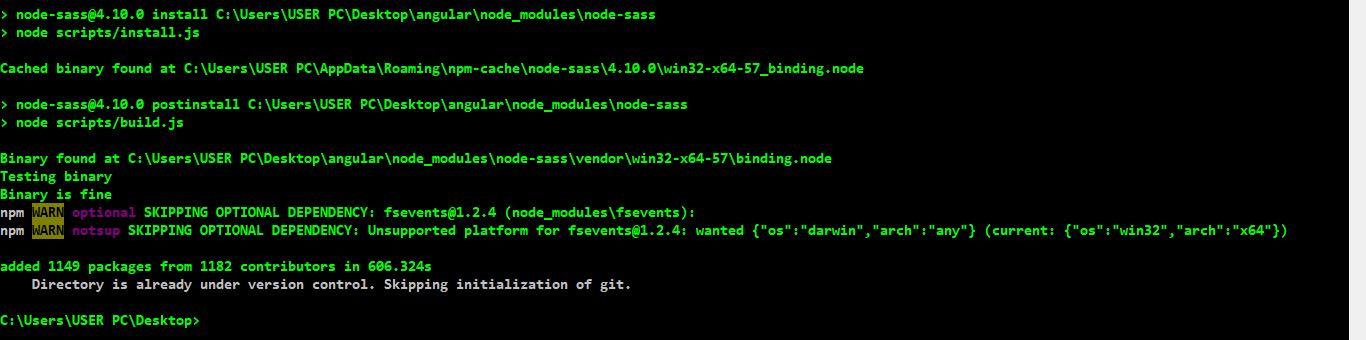 > node-sass@4.10.0 install C:\Users\USER PC\Desktop\angular\node_modules\node-sass
> node scripts/install.js
Cached binary found at C:\Users\USER PC\AppData\Roaming\npm-cache\node-sass\4.10.0\win32-x64-57_binding.node
> node-sass@4.10.0 postinstall C:\Users\USER PC\Desktop\angular\node_modules\node-sass
> node scripts/build.js
Binary found at C:\Users\USER PC\Desktop\angular\node_modules\node-sass\vendor\win32-x64-57\binding.node
Testing binary
Binary is fine
npm WARN optional SKIPPING OPTIONAL DEPENDENCY: fsevents@1.2.4 (node_modules\fsevents):
npm WARN notsup SKIPPING OPTIONAL DEPENDENCY: Unsupported platform for fsevents@1.2.4: wanted {"os":"darwin","arch":"any"} (current: {"os":"win32","arch":"x64"})
added 1149 packages from 1182 contributors in 606.324s
Directory is already under version control. Skipping initialization of git.
C:\Users\USER PC\Desktop>